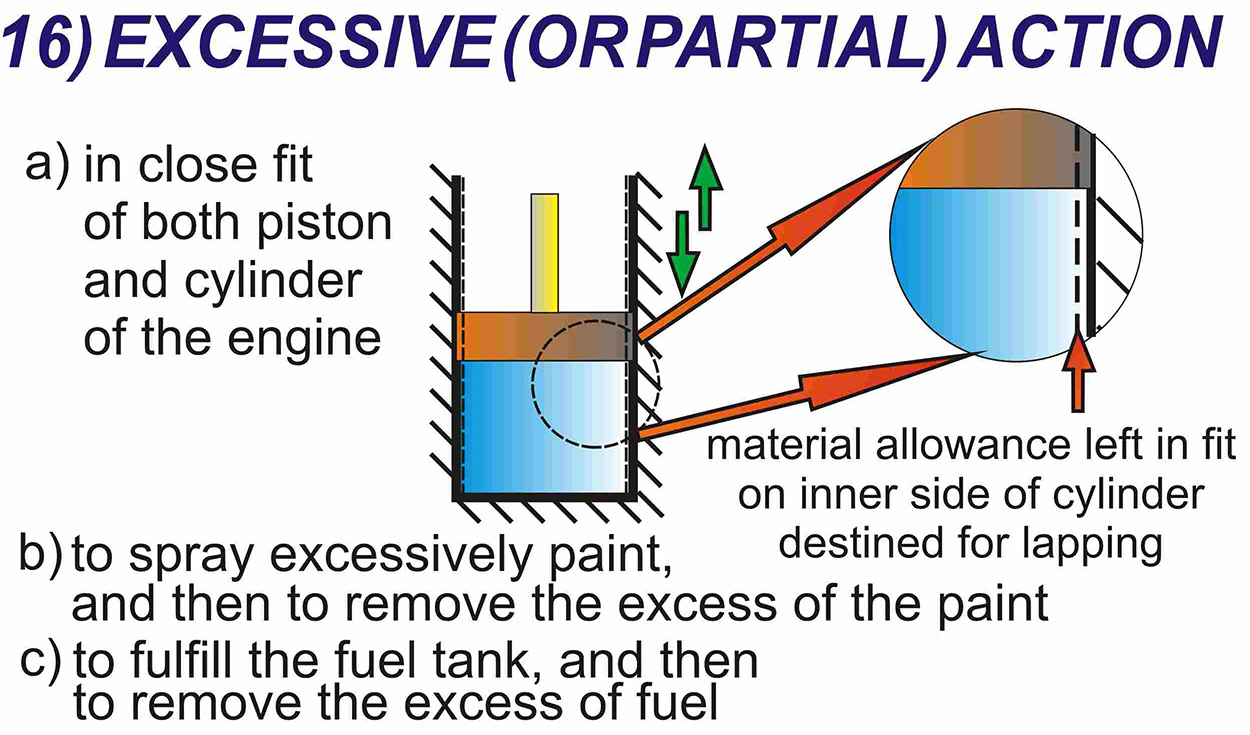 16) EXCESSIVE (OR PARTIAL) ACTION
a) in close fit
of both piston
and cylinder
of the engine
material allowance left in fit
on inner side of cylinder
destined for lapping
b) to spray excessively paint,
and then to remove the excess of the paint
c) to fulfill the fuel tank, and then
to remove the excess of fuel